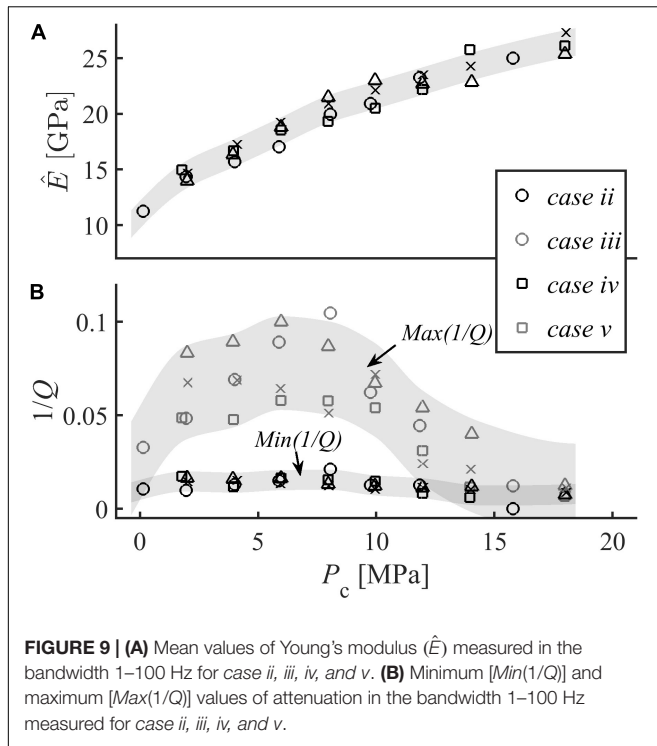 A
Ê [GPa]
25
20
15
10
case ii
case iii
case iv
case v
B
1/Q
0.1
0.05
0
Max(1/Q)
Min(1/Q)
0
5
10
15
20
P_c [MPa]
FIGURE 9 | (A) Mean values of Young's modulus (Ê) measured in the
bandwidth 1–100 Hz for case ii, iii, iv, and v. (B) Minimum [Min(1/Q)] and
maximum [Max(1/Q)] values of attenuation in the bandwidth 1–100 Hz
measured for case ii, iii, iv, and v.